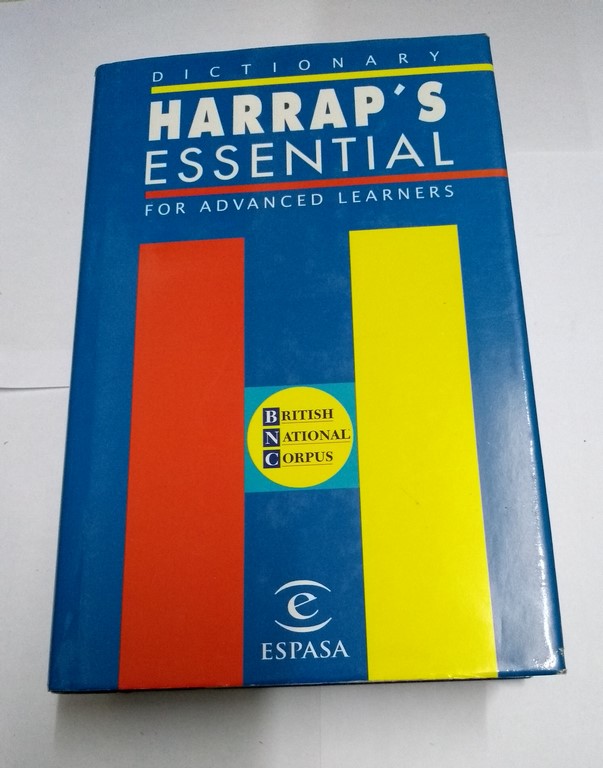 DICTIONARY
HARRAP'S
ESSENTIAL
FOR ADVANCED LEARNERS
BRITISH
NATIONAL
CORPUS
e
ESPASA